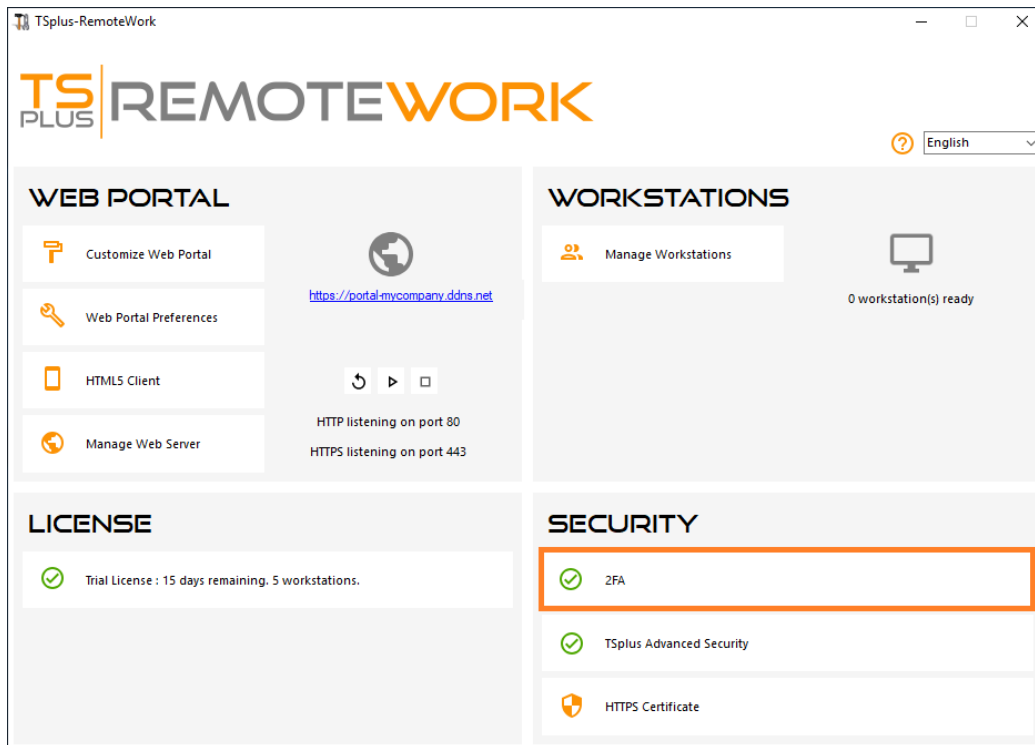 TSplus-RemoteWork
TS PLUS REMOTEWORK
English
WEB PORTAL
Customize Web Portal
Web Portal Preferences
HTML5 Client
Manage Web Server
https://portal-mycompany.ddns.net
HTTP listening on port 80
HTTPS listening on port 443
WORKSTATIONS
Manage Workstations
0 workstation(s) ready
LICENSE
Trial License : 15 days remaining. 5 workstations.
SECURITY
2FA
TSplus Advanced Security
HTTPS Certificate